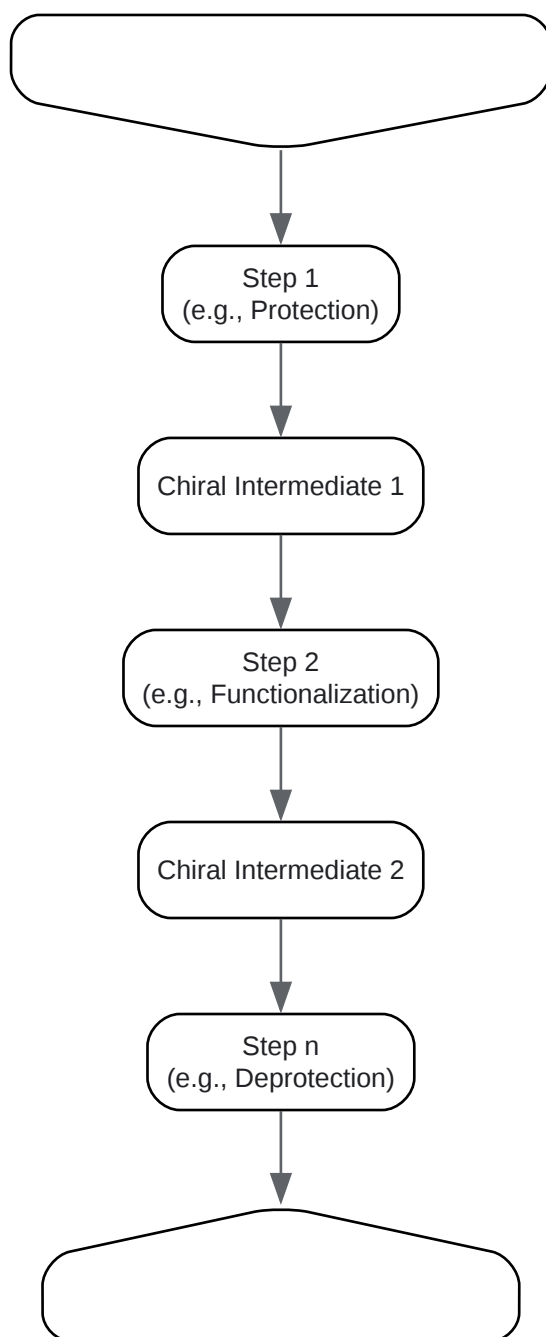 Step 1
(e.g., Protection)
Chiral Intermediate 1
Step 2
(e.g., Functionalization)
Chiral Intermediate 2
Step n
(e.g., Deprotection)